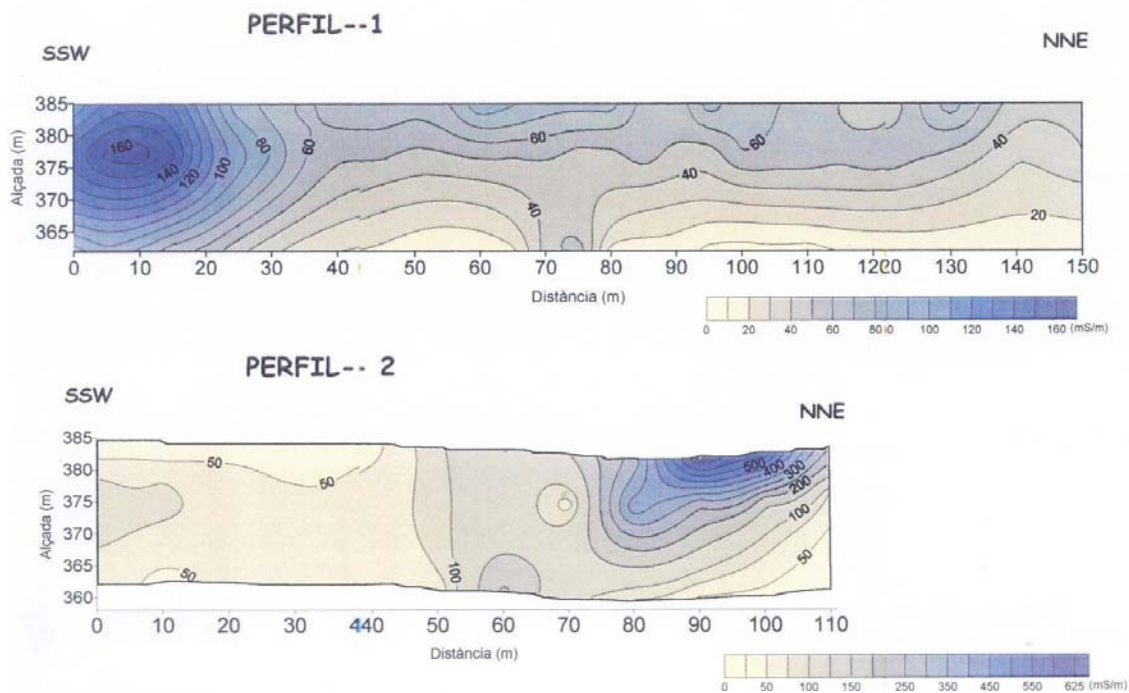 PERFIL--1
SSW NNE
385
380
375
370
365
Alçada (m)
160 140 120 100 80 60 60 60 40 40 40 20
0 10 20 30 40 50 60 70 80 90 100 110 1220 130 140 150
Distància (m)
0 20 40 60 80 100 120 140 160 (mS/m)
PERFIL-- 2
SSW NNE
385
380
375
370
365
360
Alçada (m)
50 50 50 100 500 400 300 200 100 50
0 10 20 30 440 50 60 70 80 90 100 110
Distància (m)
0 50 100 150 250 350 450 550 625 (mS/m)